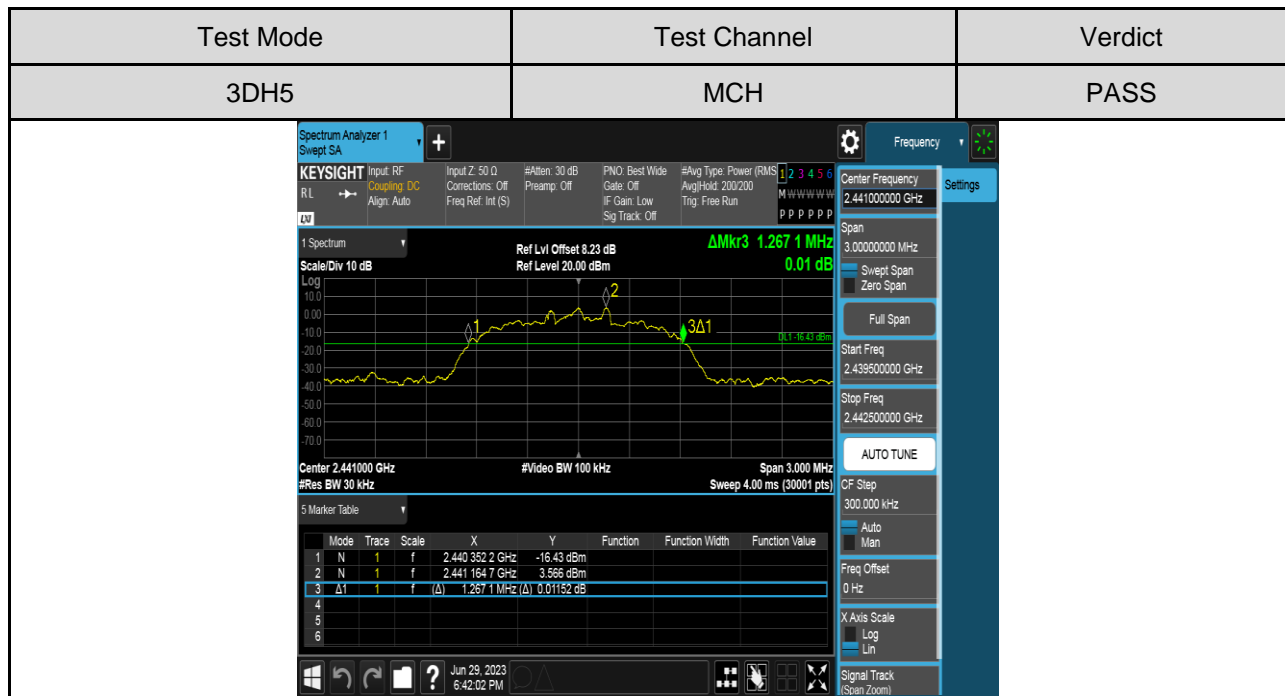 Test Mode Test Channel Verdict
3DH5 MCH PASS
Spectrum Analyzer 1
Swept SA
+
Frequency
Settings
KEYSIGHT
RL
LXI
Input: RF
Coupling: DC
Align: Auto
Input Z: 50 Ω
Corrections: Off
Freq Ref: Int (S)
#Atten: 30 dB
Preamp: Off
PNO: Best Wide
Gate: Off
IF Gain: Low
Sig Track: Off
#Avg Type: Power (RMS
Avg|Hold: 200/200
Trig: Free Run
1 2 3 4 5 6
M W W W W W
P P P P P P
1 Spectrum
Scale/Div 10 dB
Ref Lvl Offset 8.23 dB
Ref Level 20.00 dBm
ΔMkr3 1.267 1 MHz
0.01 dB
Log
10.0
0.00
-10.0
-20.0
-30.0
-40.0
-50.0
-60.0
-70.0
1
2
3Δ1
DL1 -16.43 dBm
Center 2.441000 GHz
#Res BW 30 kHz
#Video BW 100 kHz
Span 3.000 MHz
Sweep 4.00 ms (30001 pts)
5 Marker Table
Mode Trace Scale X Y Function Function Width Function Value
1 N 1 f 2.440 352 2 GHz -16.43 dBm
2 N 1 f 2.441 164 7 GHz 3.566 dBm
3 Δ1 1 f (Δ) 1.267 1 MHz (Δ) 0.01152 dB
4
5
6
?
Jun 29, 2023
6:42:02 PM
Center Frequency
2.441000000 GHz
Span
3.00000000 MHz
Swept Span
Zero Span
Full Span
Start Freq
2.439500000 GHz
Stop Freq
2.442500000 GHz
AUTO TUNE
CF Step
300.000 kHz
Auto
Man
Freq Offset
0 Hz
X Axis Scale
Log
Lin
Signal Track
(Span Zoom)